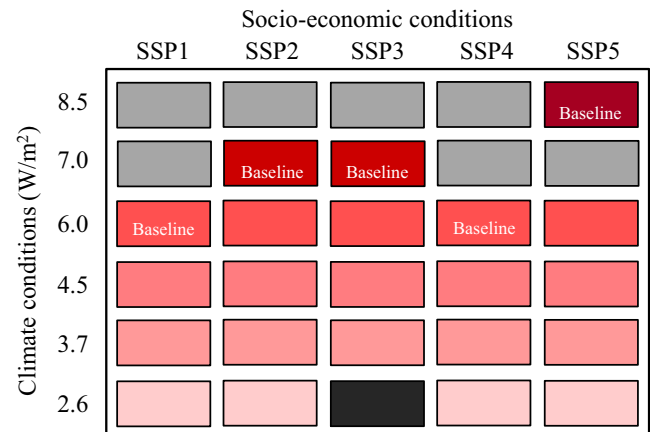 Socio-economic conditions
SSP1 SSP2 SSP3 SSP4 SSP5
Climate conditions (W/m²)
8.5 Baseline
7.0 Baseline Baseline
6.0 Baseline Baseline
4.5
3.7
2.6